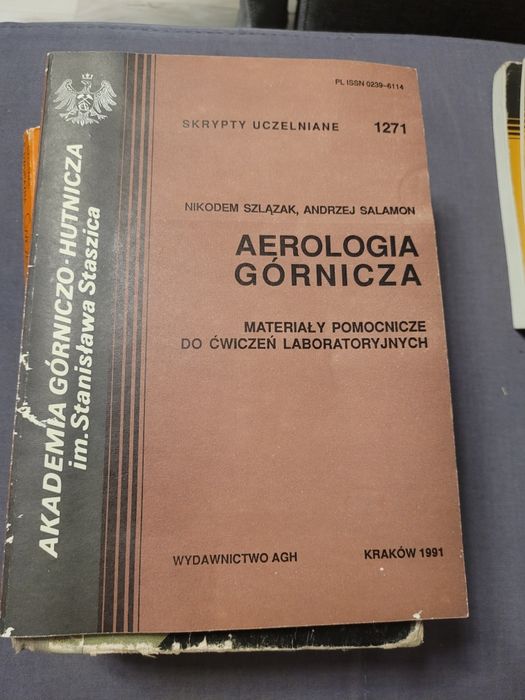 AKADEMIA GÓRNICZO-HUTNICZA
im. Stanisława Staszica
PL ISSN 0239-6114
SKRYPTY UCZELNIANE 1271
NIKODEM SZLĄZAK, ANDRZEJ SALAMON
AEROLOGIA
GÓRNICZA
MATERIAŁY POMOCNICZE
DO ĆWICZEŃ LABORATORYJNYCH
WYDAWNICTWO AGH KRAKÓW 1991